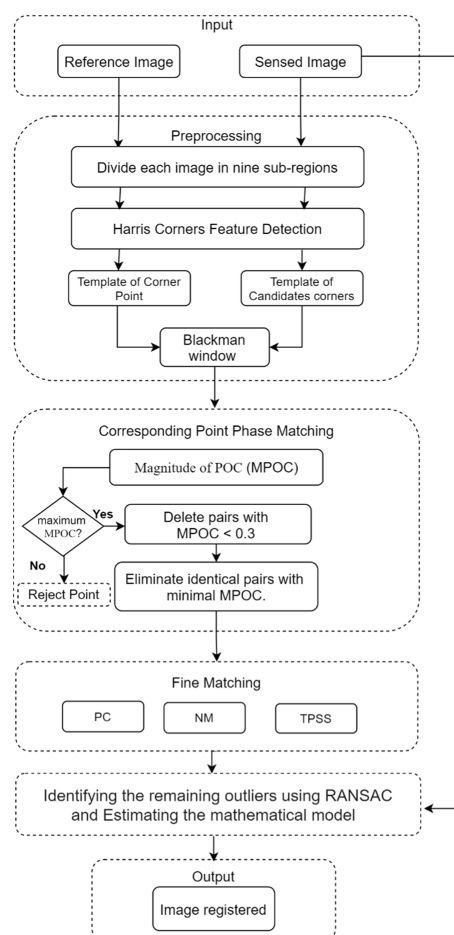 Input
Reference Image
Sensed Image
Preprocessing
Divide each image in nine sub-regions
Harris Corners Feature Detection
Template of Corner
Point
Template of
Candidates corners
Blackman
window
Corresponding Point Phase Matching
Magnitude of POC (MPOC)
maximum
MPOC?
Yes
Delete pairs with
MPOC < 0.3
No
Reject Point
Eliminate identical pairs with
minimal MPOC.
Fine Matching
PC
NM
TPSS
Identifying the remaining outliers using RANSAC
and Estimating the mathematical model
Output
Image registered